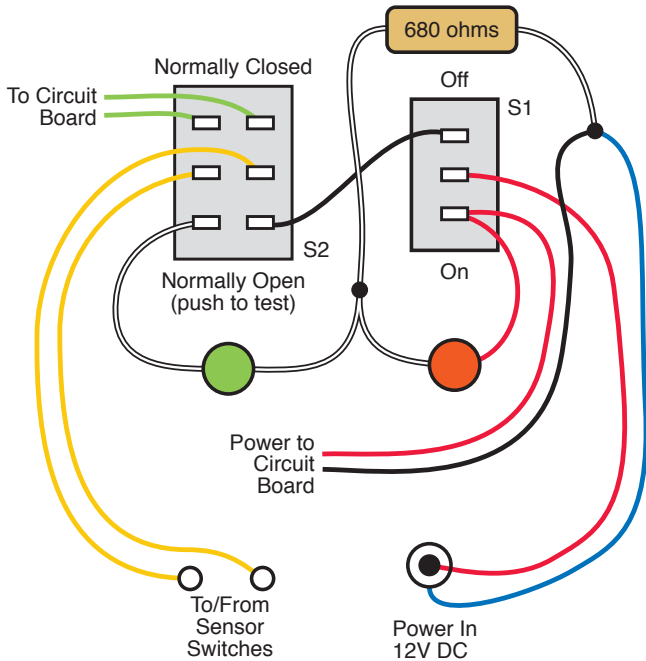 680 ohms
Normally Closed
Off
To Circuit
Board
S1
S2
Normally Open
(push to test)
On
Power to
Circuit
Board
To/From
Sensor
Switches
Power In
12V DC